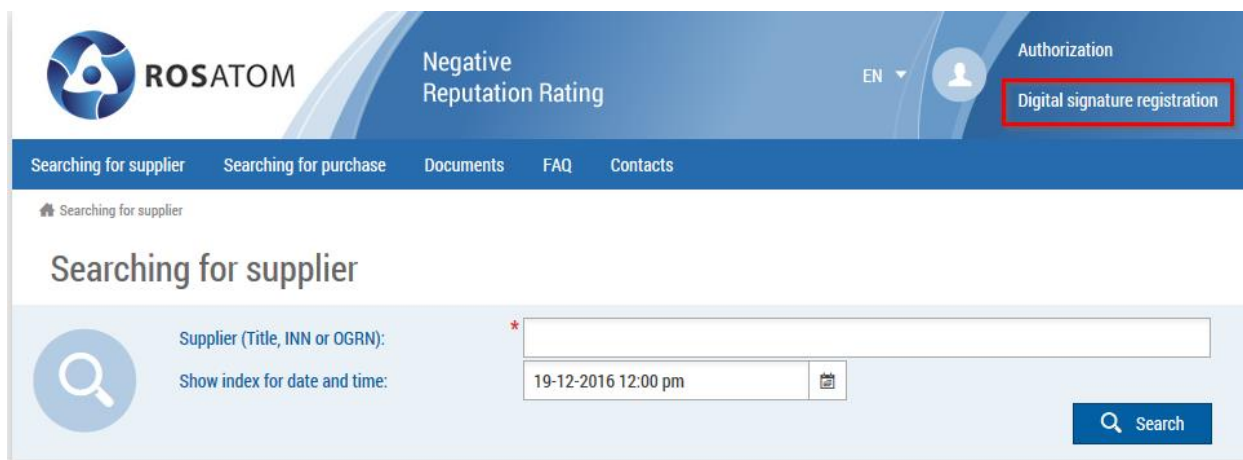 ROSATOM
Negative
Reputation Rating
EN
Authorization
Digital signature registration
Searching for supplier Searching for purchase Documents FAQ Contacts
Searching for supplier
Searching for supplier
Supplier (Title, INN or OGRN): *
Show index for date and time: 19-12-2016 12:00 pm
Search